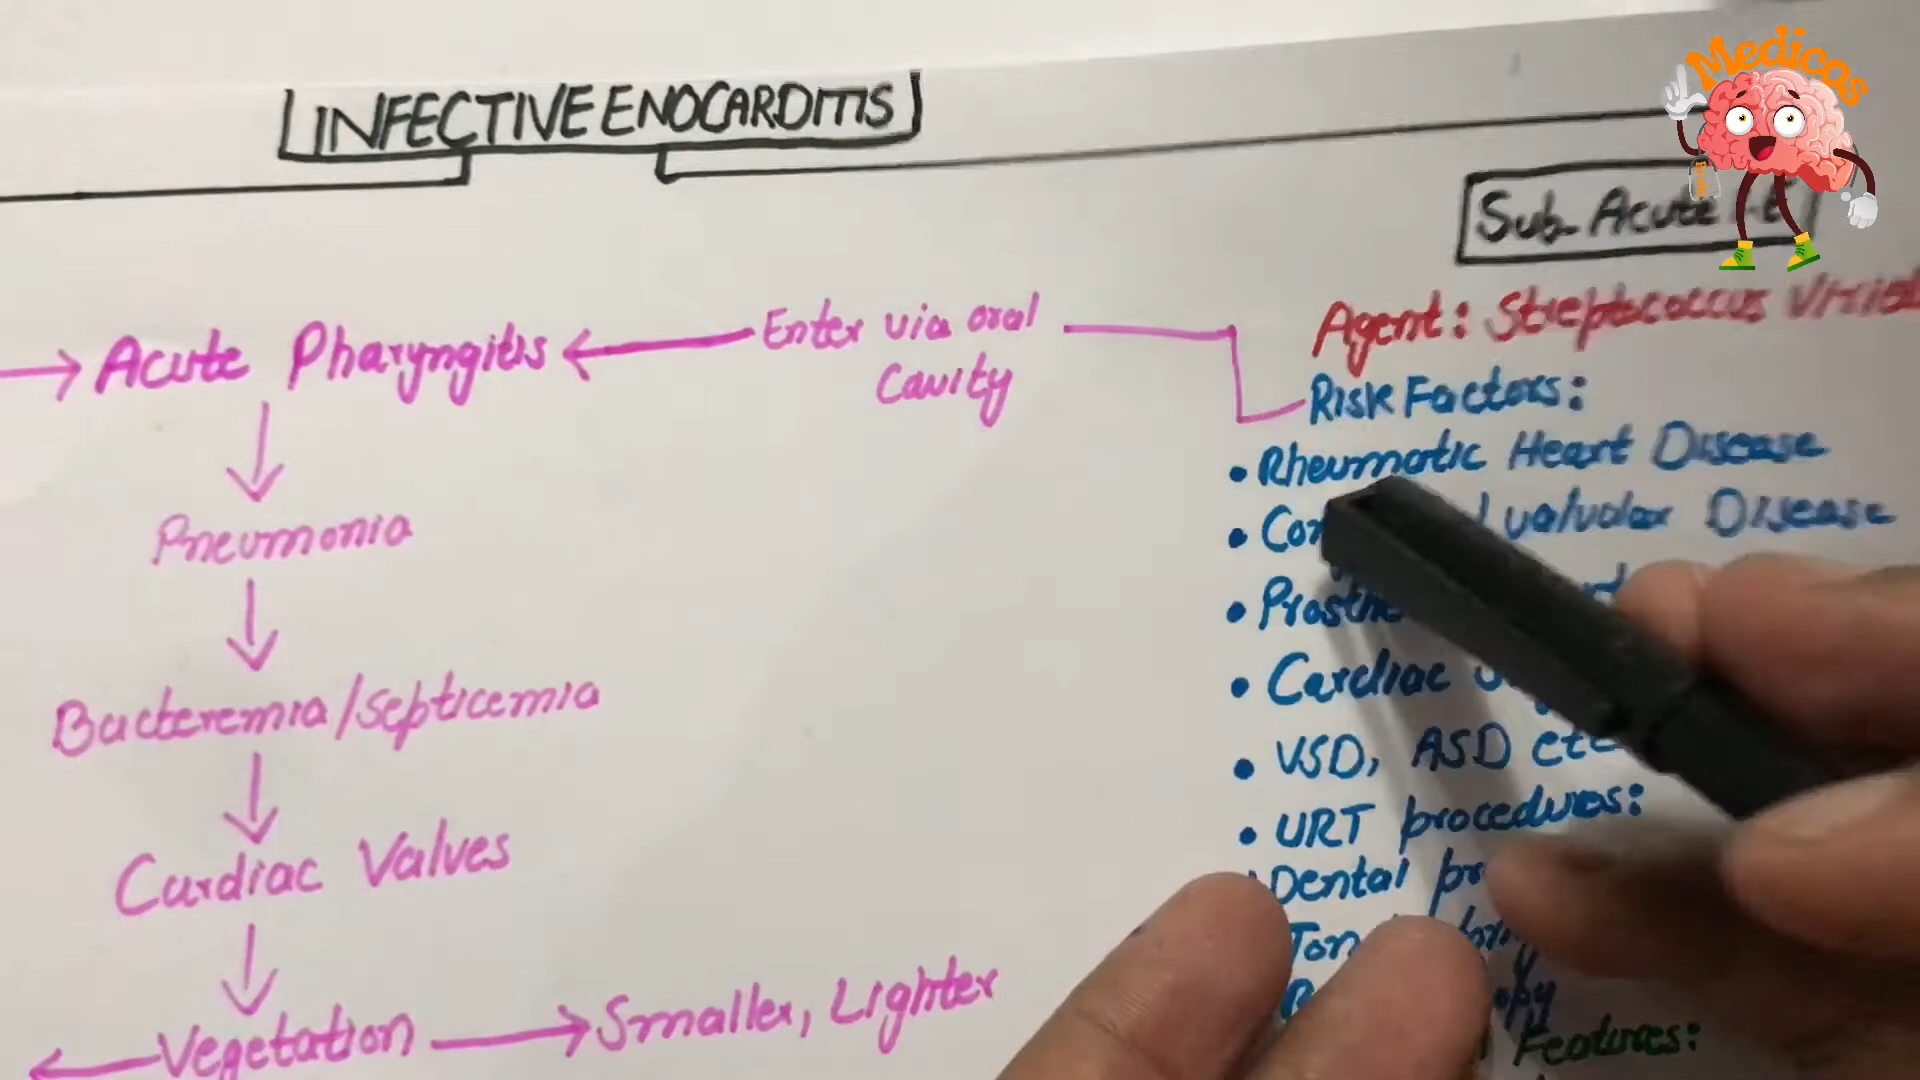 Medicos
INFECTIVE ENOCARDITIS
Sub-Acute I.E
Acute Pharyngitis
Enter via oral
Cavity
Pneumonia
Bacteremia/Septicemia
Cardiac Valves
Vegetation
Smaller, Lighter
Agent: Streptococcus
Risk Factors:
• Rheumatic Heart Disease
• valvular Disease
•
• Cardiac
• VSD, ASD etc
• URT procedures:
Dental
Features: